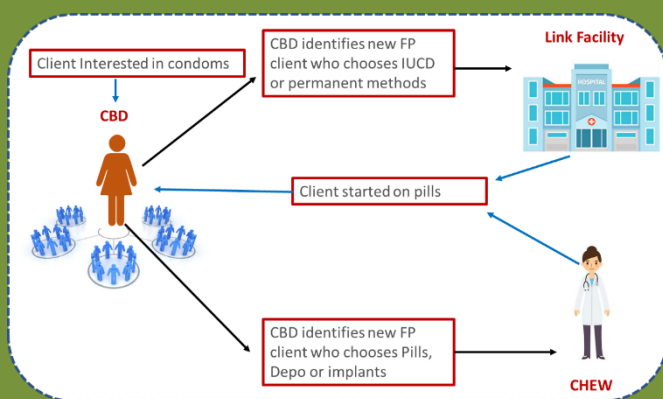 Client Interested in condoms
CBD
CBD identifies new FP
client who chooses IUCD
or permanent methods
Link Facility
HOSPITAL
Client started on pills
CBD identifies new FP
client who chooses Pills,
Depo or implants
CHEW